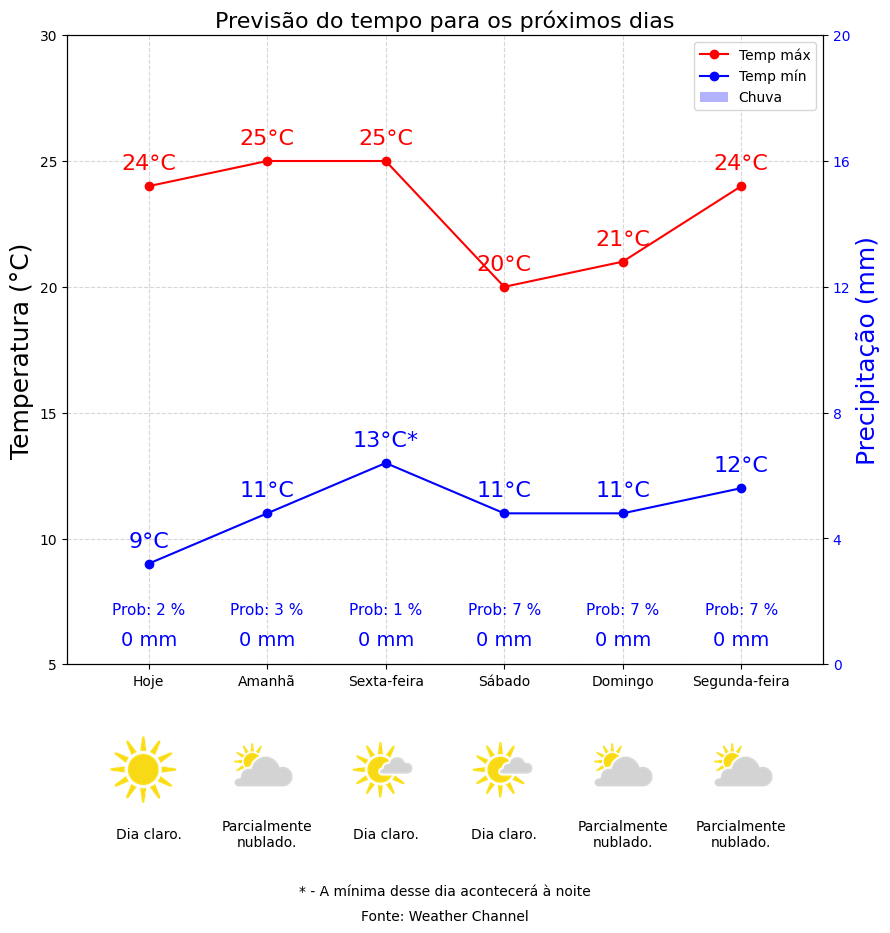 Previsão do tempo para os próximos dias
Temp máx
Temp mín
Chuva
Temperatura (°C)
Precipitação (mm)
30
25
20
15
10
5
20
16
12
8
4
0
24°C
25°C
25°C
20°C
21°C
24°C
9°C
11°C
13°C*
11°C
11°C
12°C
Prob: 2 %
Prob: 3 %
Prob: 1 %
Prob: 7 %
Prob: 7 %
Prob: 7 %
0 mm
0 mm
0 mm
0 mm
0 mm
0 mm
Hoje
Amanhã
Sexta-feira
Sábado
Domingo
Segunda-feira
Dia claro.
Parcialmente
nublado.
Dia claro.
Dia claro.
Parcialmente
nublado.
Parcialmente
nublado.
* - A mínima desse dia acontecerá à noite
Fonte: Weather Channel